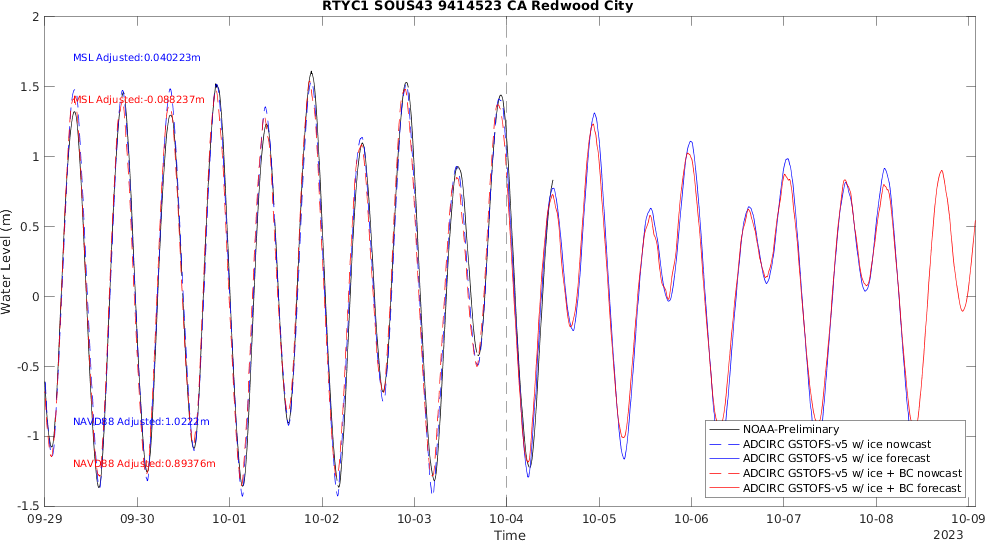 RTYC1 SOUS43 9414523 CA Redwood City
2
1.5
1
0.5
0
-0.5
-1
-1.5
Water Level (m)
MSL Adjusted:0.040223m
MSL Adjusted:-0.088237m
NAVD88 Adjusted:1.0222m
NAVD88 Adjusted:0.89376m
NOAA-Preliminary
ADCIRC GSTOFS-v5 w/ ice nowcast
ADCIRC GSTOFS-v5 w/ ice forecast
ADCIRC GSTOFS-v5 w/ ice + BC nowcast
ADCIRC GSTOFS-v5 w/ ice + BC forecast
09-29 09-30 10-01 10-02 10-03 10-04 10-05 10-06 10-07 10-08 10-09
Time
2023